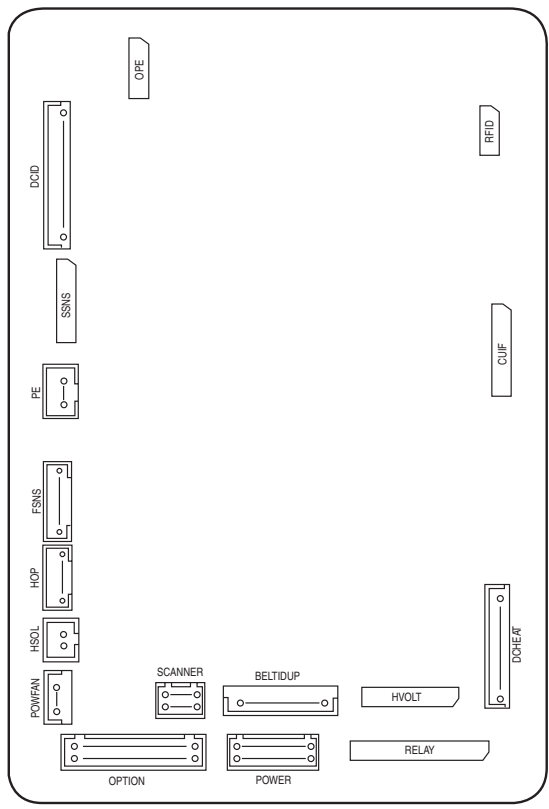 OPE
RFID
DCID
SSNS
CUIF
PE
FSNS
HOP
HSOL
DCHEAT
POWFAN
SCANNER
BELTIDUP
HVOLT
RELAY
OPTION
POWER